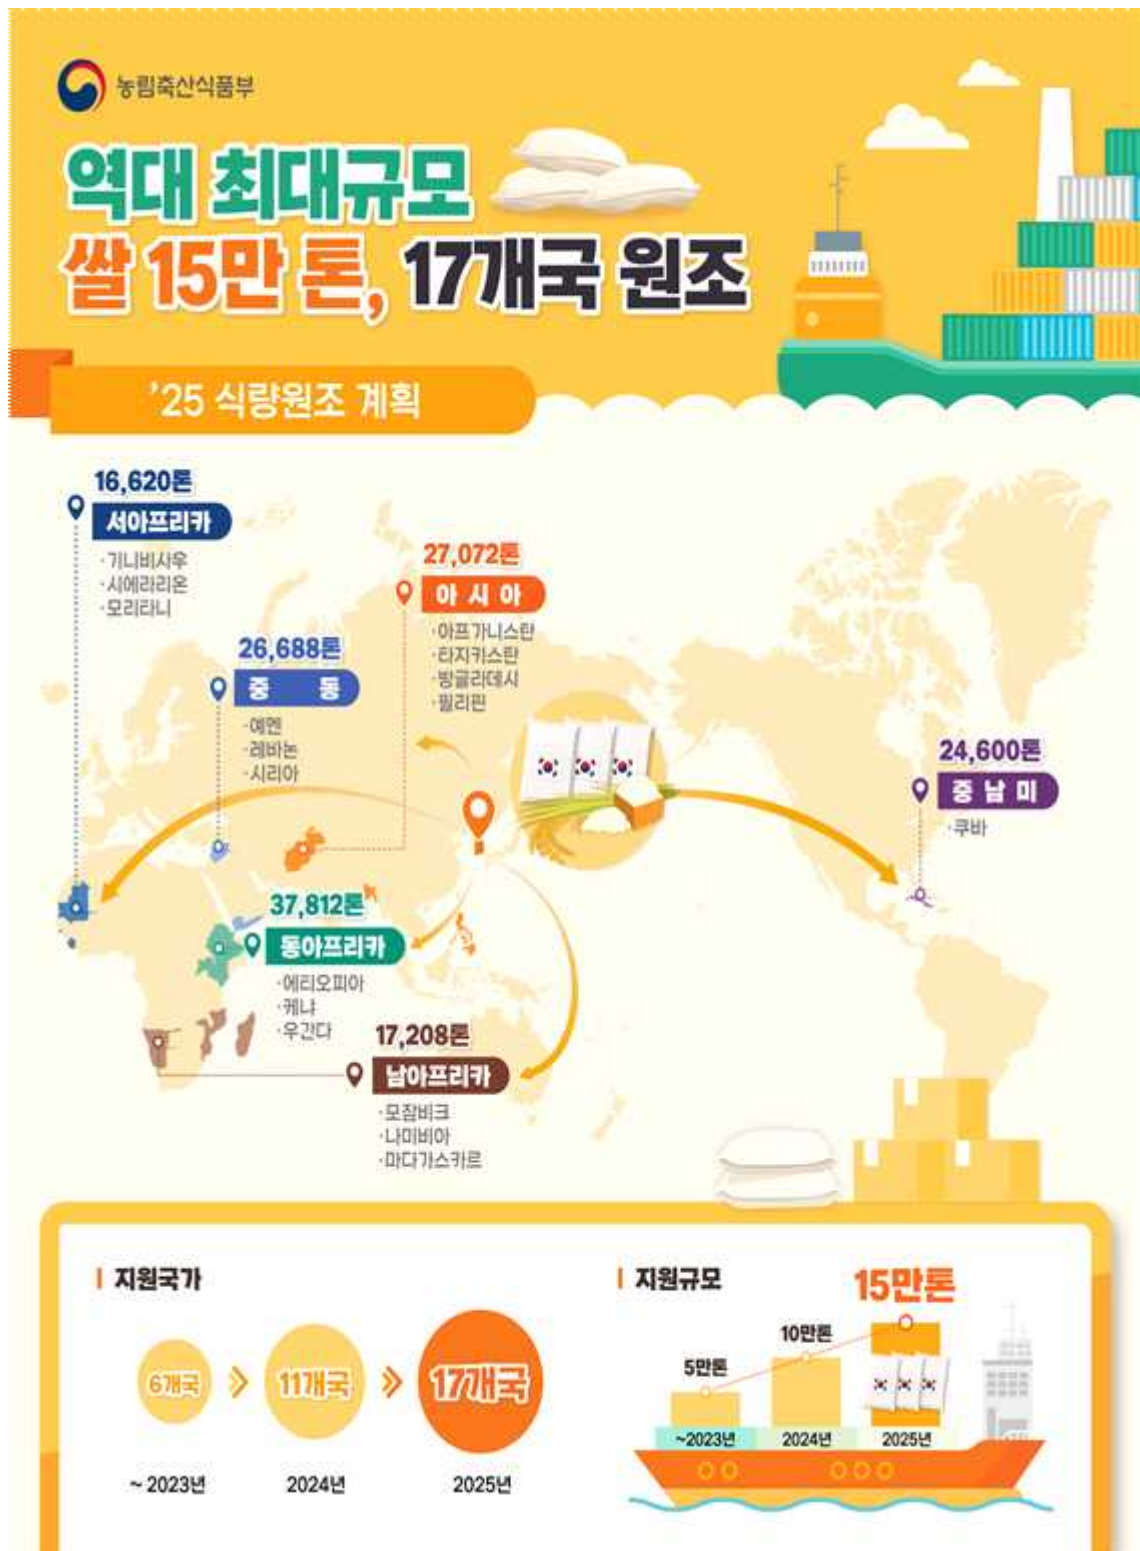 농림축산식품부
역대 최대규모
쌀 15만 톤, 17개국 원조
’25 식량원조 계획
16,620톤
서아프리카
·기니비사우
·시에라리온
·모리타니
27,072톤
아 시 아
·아프가니스탄
·타지키스탄
·방글라데시
·필리핀
26,688톤
중 동
·예멘
·레바논
·시리아
24,600톤
중 남 미
·쿠바
37,812톤
동아프리카
·에티오피아
·케냐
·우간다
17,208톤
남아프리카
·모잠비크
·나미비아
·마다가스카르
지원국가
6개국
11개국
17개국
~ 2023년
2024년
2025년
지원규모
15만톤
10만톤
5만톤
~2023년
2024년
2025년